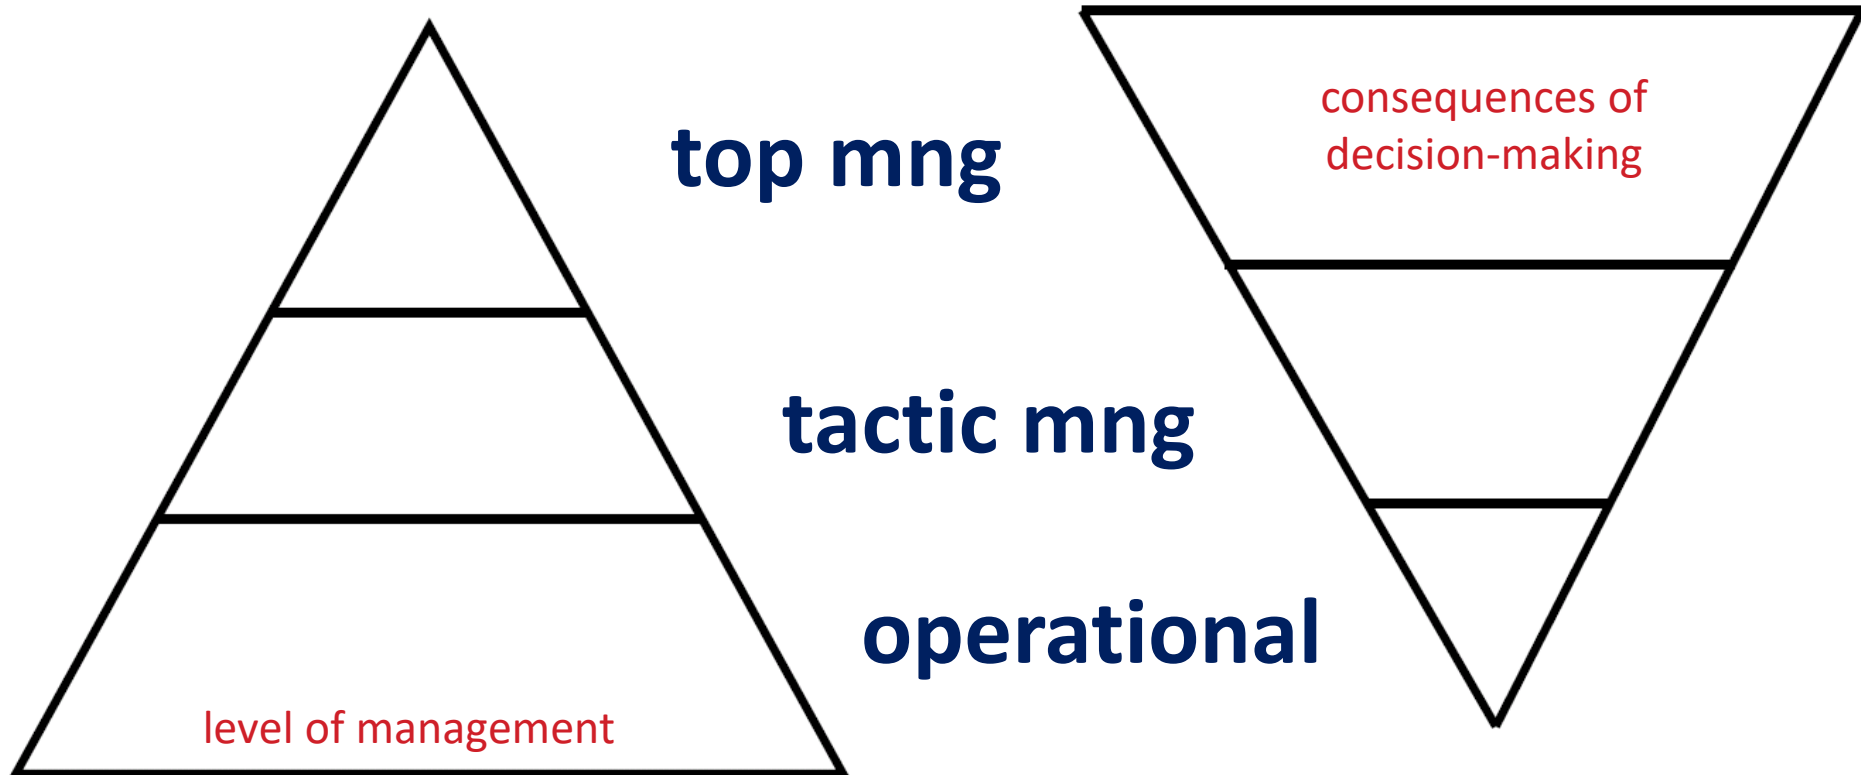 top mng
consequences of
decision-making
tactic mng
operational
level of management